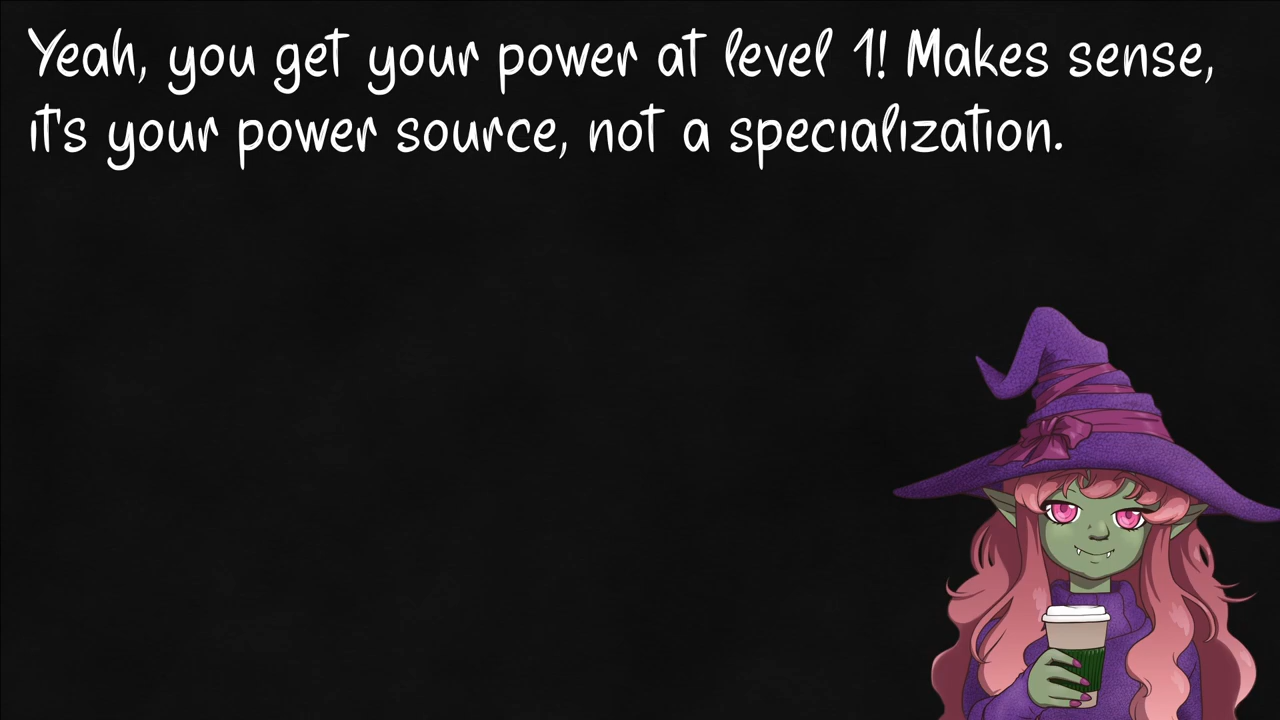 Yeah, you get your power at level 1! Makes sense,
it's your power source, not a specialization.